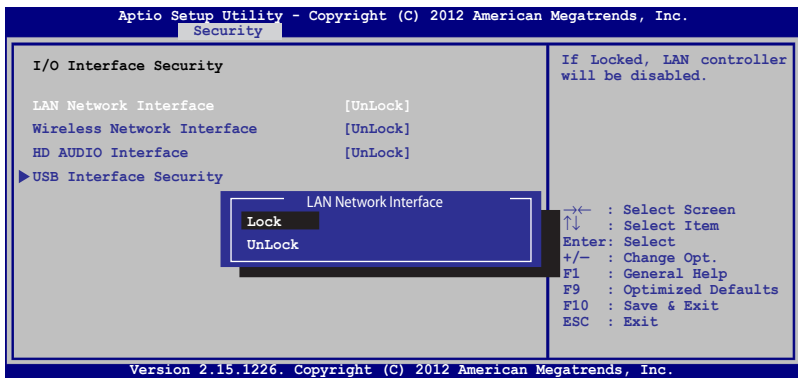 Aptio Setup Utility - Copyright (C) 2012 American Megatrends, Inc.
Security
I/O Interface Security
LAN Network Interface [UnLock]
Wireless Network Interface [UnLock]
HD AUDIO Interface [UnLock]
▶USB Interface Security
LAN Network Interface
Lock
UnLock
If Locked, LAN controller
will be disabled.
→← : Select Screen
↑↓ : Select Item
Enter: Select
+/— : Change Opt.
F1 : General Help
F9 : Optimized Defaults
F10 : Save & Exit
ESC : Exit
Version 2.15.1226. Copyright (C) 2012 American Megatrends, Inc.